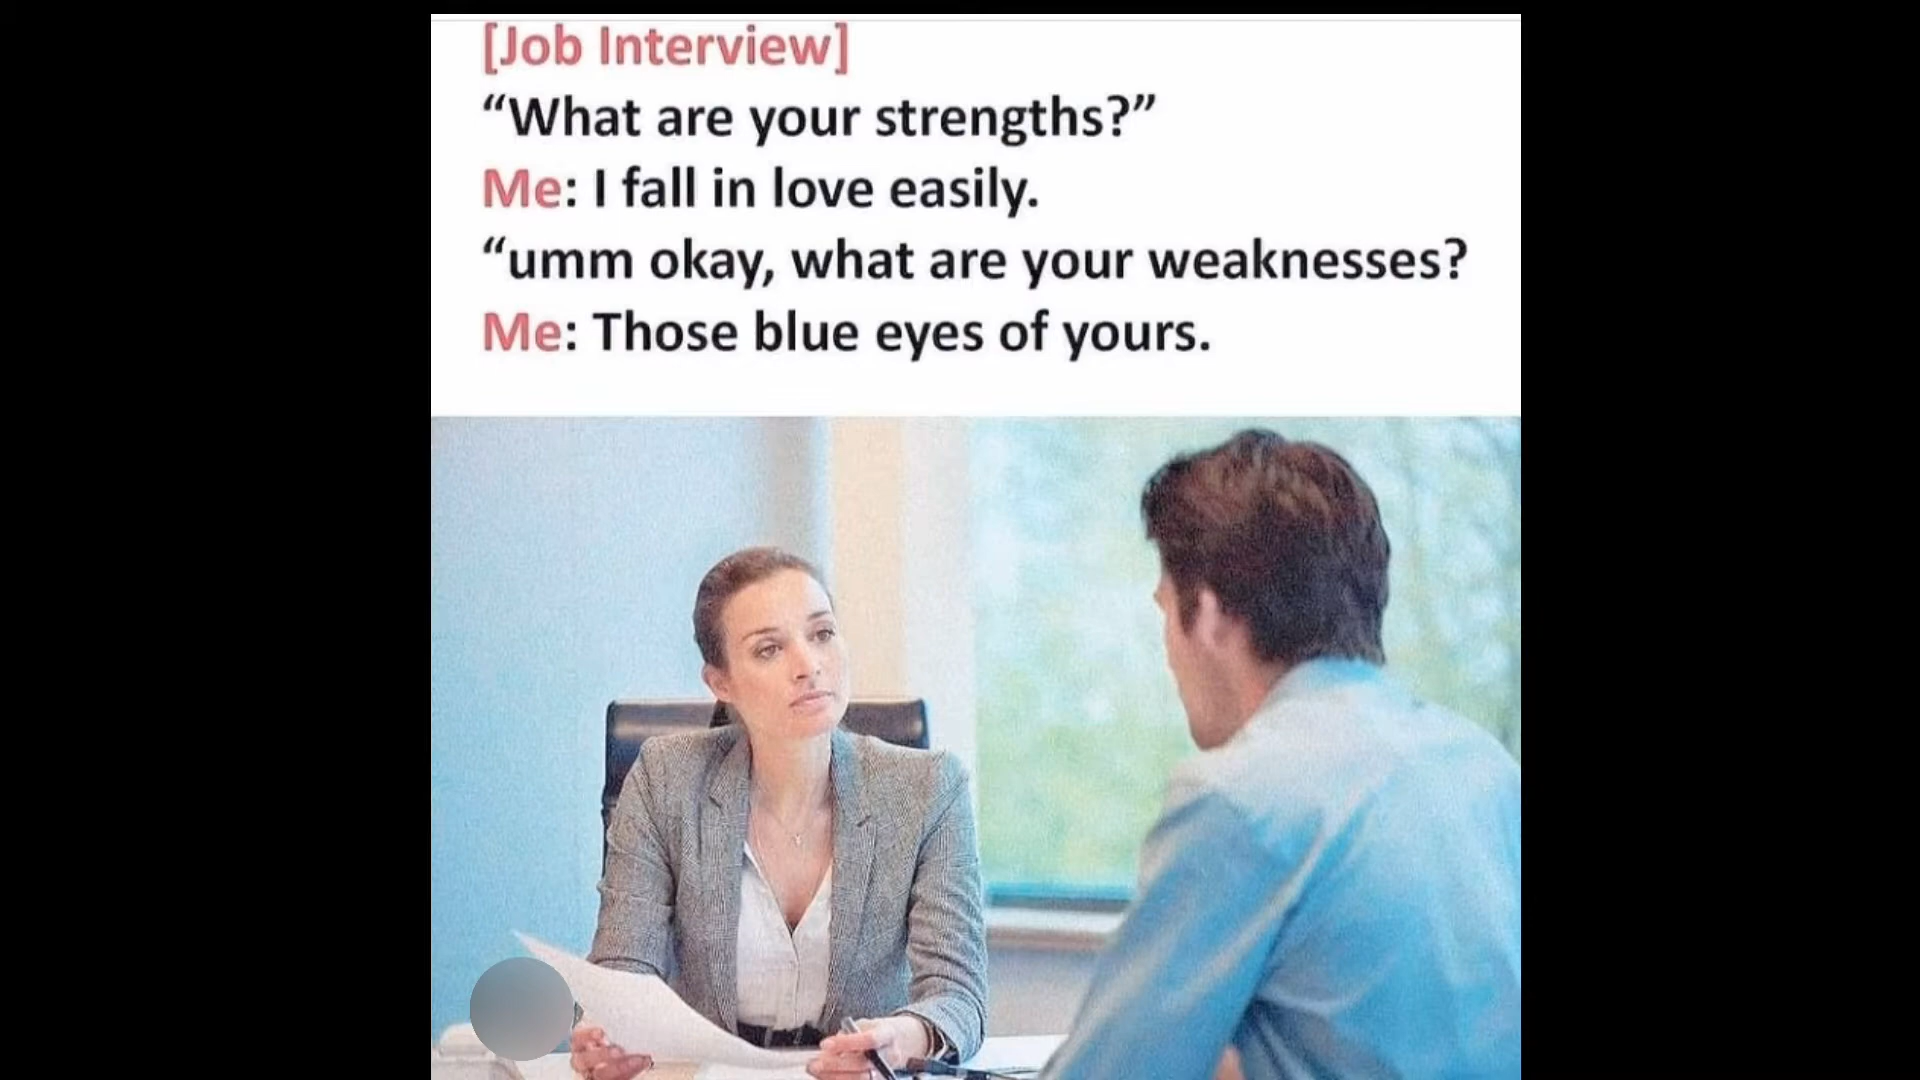 [Job Interview]
“What are your strengths?”
Me: I fall in love easily.
“umm okay, what are your weaknesses?
Me: Those blue eyes of yours.